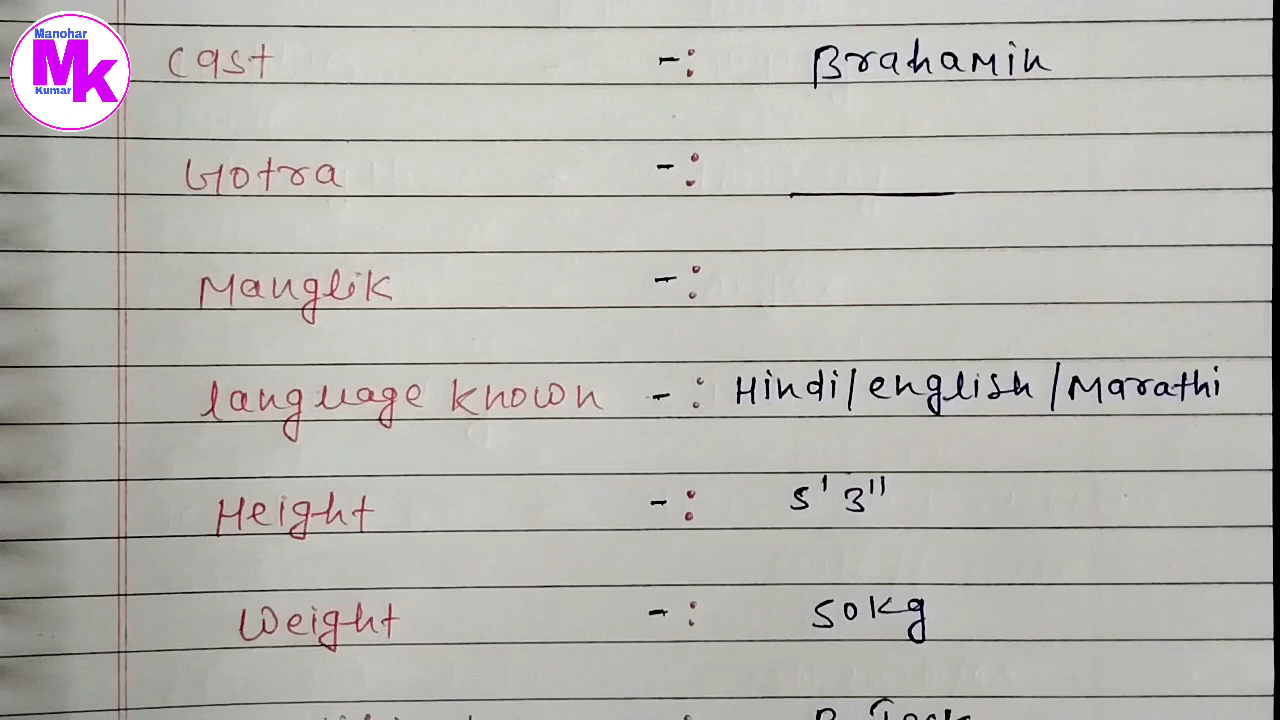 Manohar
MK
Kumar
Cast -: Brahamin
Gotra -:
Manglik -:
language known -: Hindi/english/Marathi
Height -: 5'3"
Weight -: 50kg